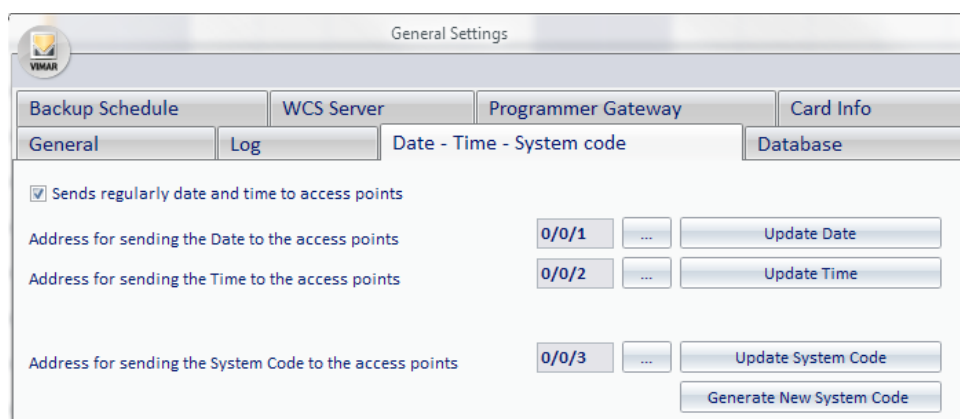 General Settings
VIMAR
Backup Schedule WCS Server Programmer Gateway Card Info
General Log Date - Time - System code Database
Sends regularly date and time to access points
Address for sending the Date to the access points 0/0/1 ... Update Date
Address for sending the Time to the access points 0/0/2 ... Update Time
Address for sending the System Code to the access points 0/0/3 ... Update System Code
Generate New System Code